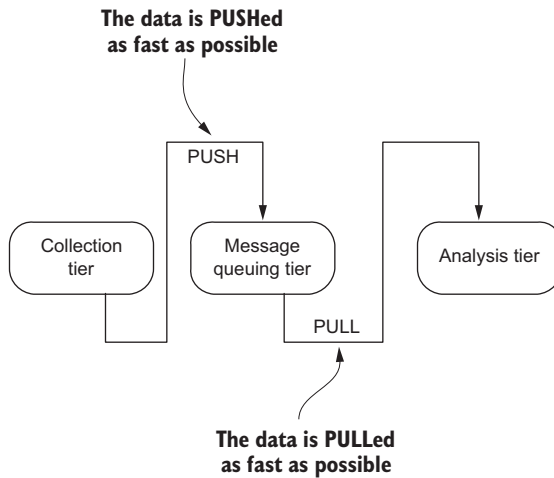 The data is PUSHed
as fast as possible
PUSH
Collection
tier
Message
queuing tier
Analysis tier
PULL
The data is PULLed
as fast as possible